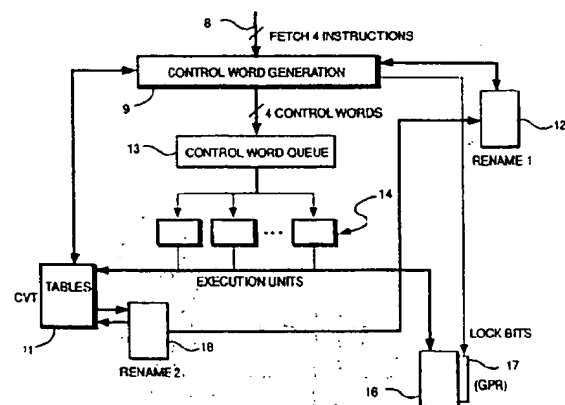 8
FETCH 4 INSTRUCTIONS
CONTROL WORD GENERATION
9
4 CONTROL WORDS
12
RENAME 1
13
CONTROL WORD QUEUE
14
...
EXECUTION UNITS
CVT
TABLES
11
18
RENAME 2
LOCK BITS
17
16
(GPR)